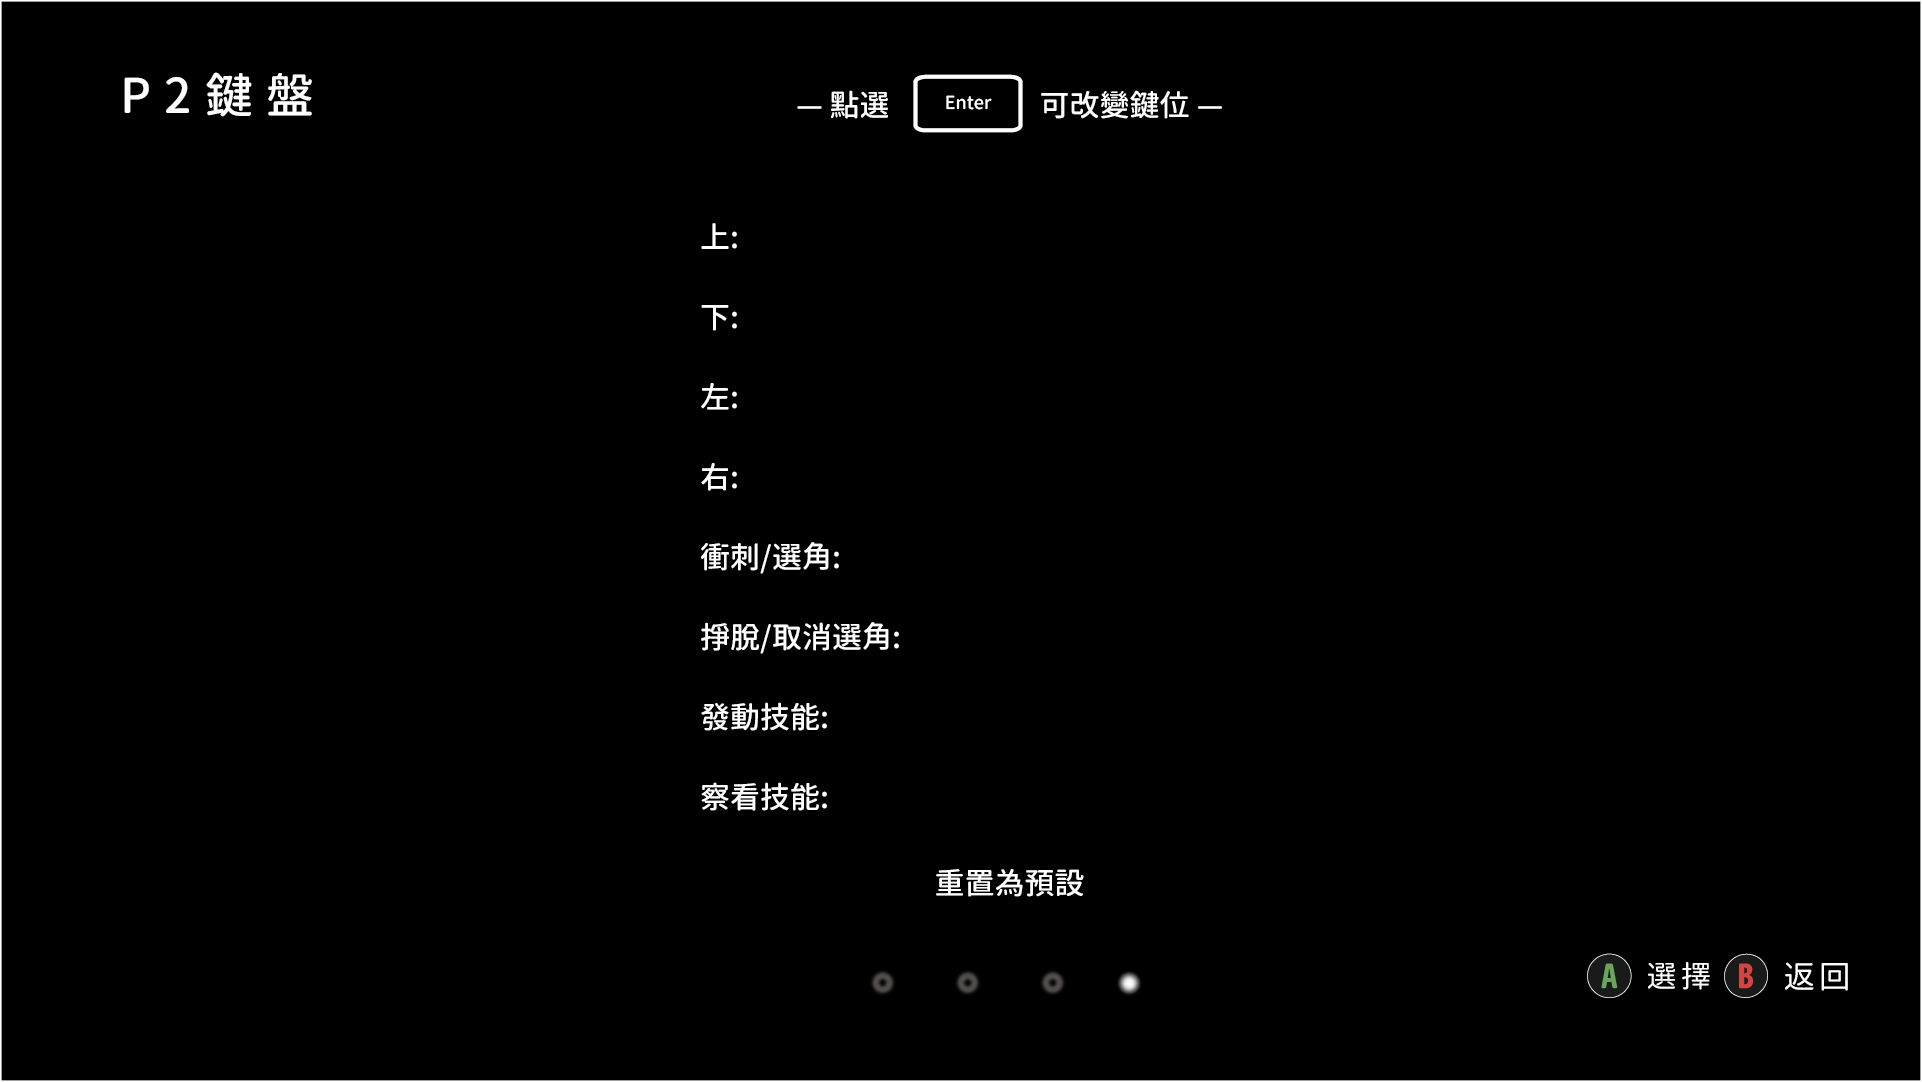 P2鍵盤
— 點選 Enter 可改變鍵位 —
上:
下:
左:
右:
衝刺/選角:
掙脫/取消選角:
發動技能:
察看技能:
重置為預設
A 選擇 B 返回